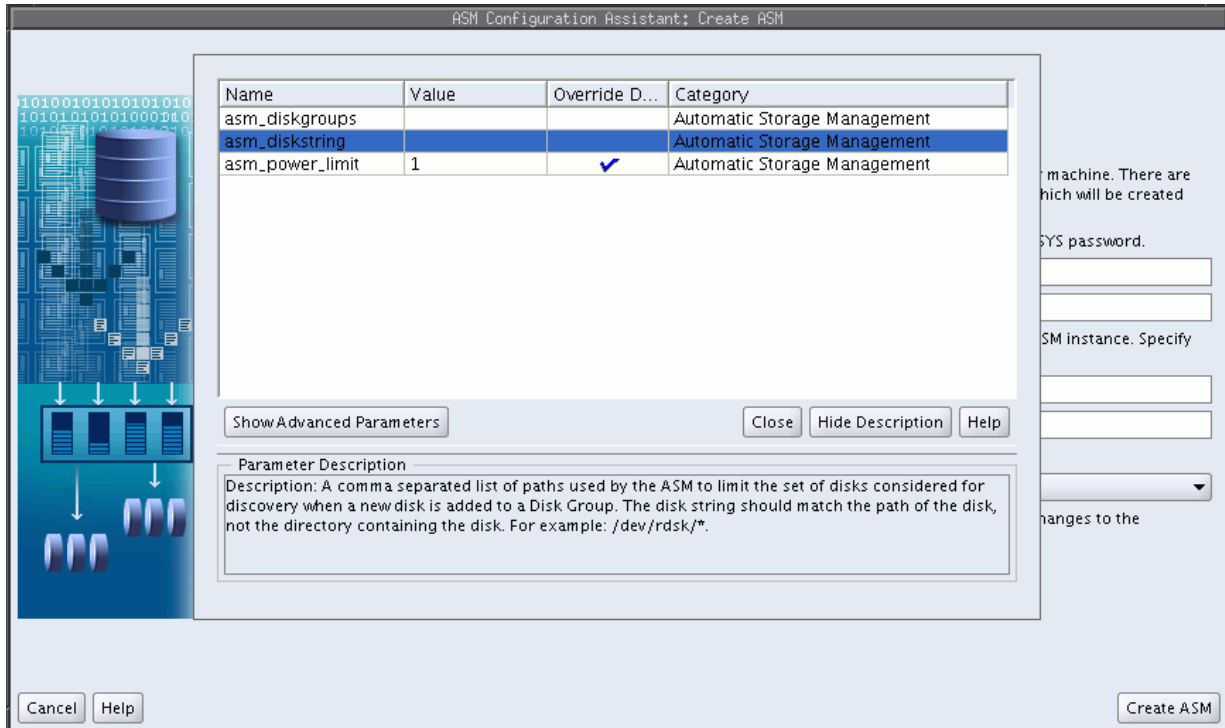 ASM Configuration Assistant: Create ASM
Name Value Override D... Category
asm_diskgroups Automatic Storage Management
asm_diskstring Automatic Storage Management
asm_power_limit 1 Automatic Storage Management
machine. There are
hich will be created
SYS password.
SM instance. Specify
Show Advanced Parameters Close Hide Description Help
Parameter Description
Description: A comma separated list of paths used by the ASM to limit the set of disks considered for
discovery when a new disk is added to a Disk Group. The disk string should match the path of the disk,
not the directory containing the disk. For example: /dev/rdsk/*.
hanges to the
Cancel Help Create ASM